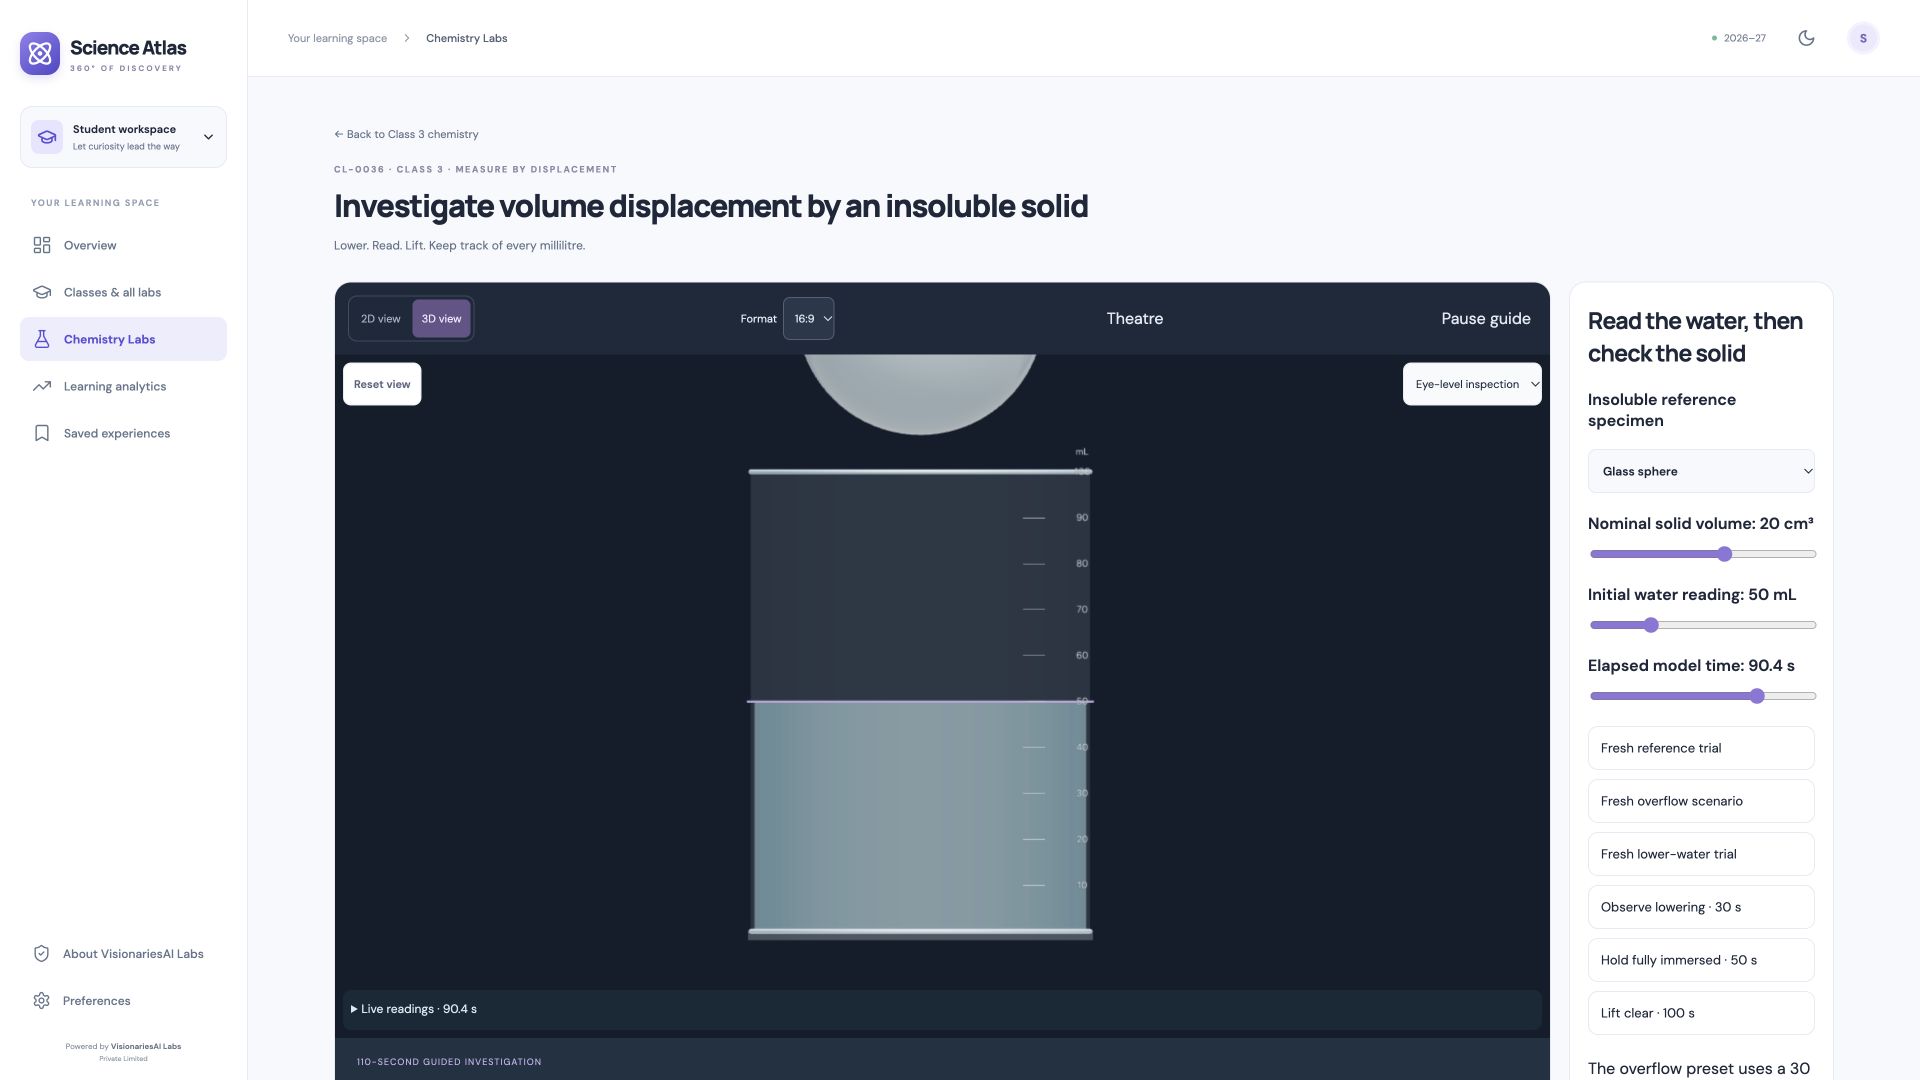 Science Atlas
360° OF DISCOVERY
Student workspace
Let curiosity lead the way
YOUR LEARNING SPACE
Overview
Classes & all labs
Chemistry Labs
Learning analytics
Saved experiences
About VisionariesAI Labs
Preferences
Powered by VisionariesAI Labs
Private Limited
Your learning space
Chemistry Labs
2026–27
S
← Back to Class 3 chemistry
CL-0036 · CLASS 3 · MEASURE BY DISPLACEMENT
Investigate volume displacement by an insoluble solid
Lower. Read. Lift. Keep track of every millilitre.
2D view
3D view
Format
16:9
Theatre
Pause guide
Reset view
Eye-level inspection
mL
90
80
70
60
50
40
30
20
10
Live readings · 90.4 s
110-SECOND GUIDED INVESTIGATION
Read the water, then
check the solid
Insoluble reference
specimen
Glass sphere
Nominal solid volume: 20 cm³
Initial water reading: 50 mL
Elapsed model time: 90.4 s
Fresh reference trial
Fresh overflow scenario
Fresh lower-water trial
Observe lowering · 30 s
Hold fully immersed · 50 s
Lift clear · 100 s
The overflow preset uses a 30